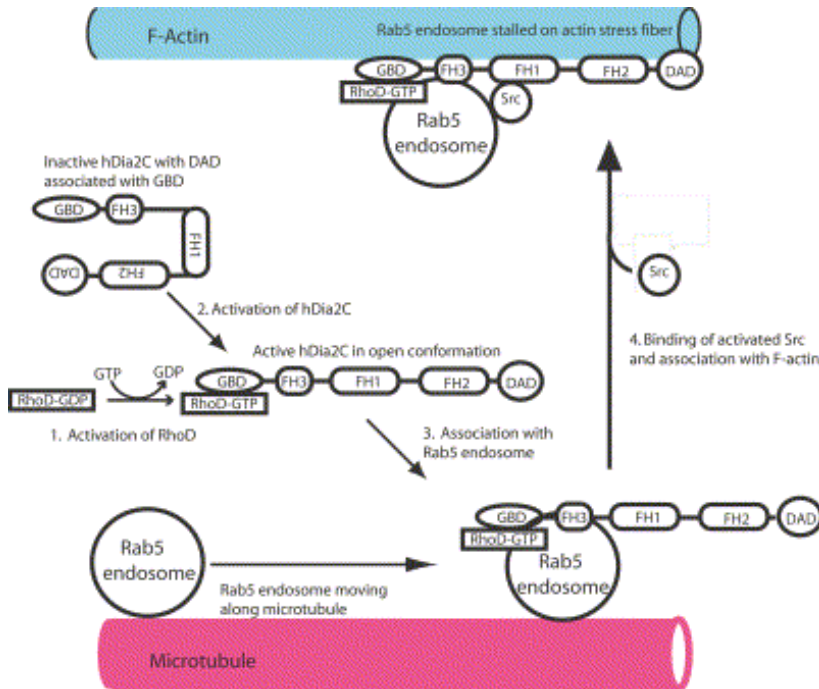 F-Actin
Rab5 endosome stalled on actin stress fiber
GBD
FH3
FH1
FH2
DAD
RhoD-GTP
Src
Rab5
endosome
Inactive hDia2C with DAD
associated with GBD
GBD
FH3
FH1
DAD
FH2
Src
2. Activation of hDia2C
4. Binding of activated Src
and association with F-actin
Active hDia2C in open conformation
GTP
GDP
GBD
FH3
FH1
FH2
DAD
RhoD-GDP
RhoD-GTP
1. Activation of RhoD
3. Association with
Rab5 endosome
GBD
FH3
FH1
FH2
DAD
RhoD-GTP
Rab5
endosome
Rab5
endosome
Rab5 endosome moving
along microtubule
Microtubule